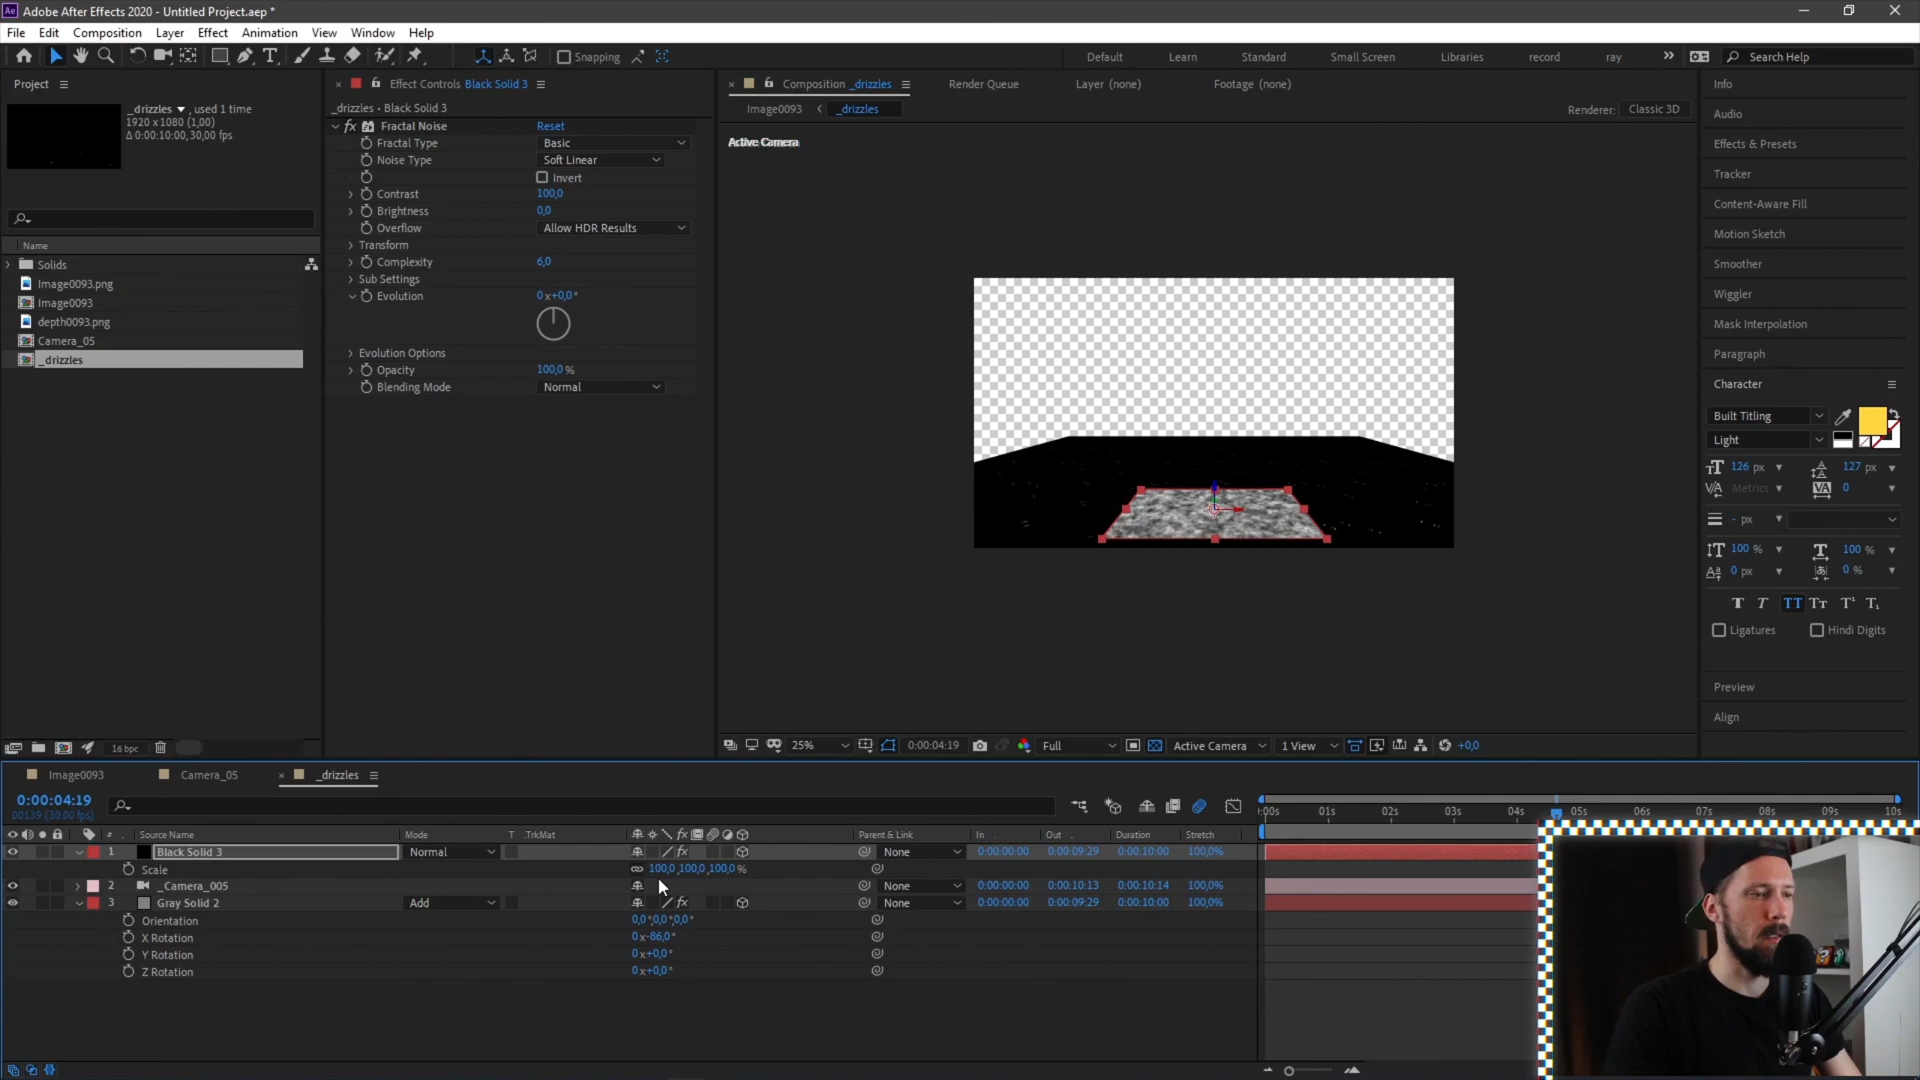 Adobe After Effects 2020 - Untitled Project.aep *
File Edit Composition Layer Effect Animation View Window Help
Snapping
Default Learn Standard Small Screen Libraries record ray
Search Help
Project
_drizzles , used 1 time
1920 x 1080 (1,00)
Δ 0:00:10:00, 30,00 fps
Name
Solids
Image0093.png
Image0093
depth0093.png
Camera_05
_drizzles
16 bpc
Effect Controls Black Solid 3
_drizzles • Black Solid 3
fx Fractal Noise Reset
Fractal Type Basic
Noise Type Soft Linear
Invert
Contrast 100,0
Brightness 0,0
Overflow Allow HDR Results
Transform
Complexity 6,0
Sub Settings
Evolution 0x+0,0°
Evolution Options
Opacity 100,0 %
Blending Mode Normal
Composition _drizzles Render Queue Layer (none) Footage (none)
Image0093 _drizzles
Renderer: Classic 3D
Active Camera
25% 0:00:04:19 Full Active Camera 1 View +0,0
Info
Audio
Effects & Presets
Tracker
Content-Aware Fill
Motion Sketch
Smoother
Wiggler
Mask Interpolation
Paragraph
Character
Built Titling
Light
126 px 127 px
Metrics 0
- px
100 % 100 %
0 px 0 %
Ligatures Hindi Digits
Preview
Align
Image0093 Camera_05 _drizzles
0:00:04:19
00139 (30.00 fps)
:00s 01s 02s 03s 04s 05s 06s 07s 08s 09s 10s
# Source Name Mode T .TrkMat Parent & Link In Out Duration Stretch
1 Black Solid 3 Normal None 0:00:00:00 0:00:09:29 0:00:10:00 100,0%
Scale 100,0,100,0,100,0 %
2 _Camera_005 None 0:00:00:00 0:00:10:13 0:00:10:14 100,0%
3 Gray Solid 2 Add None 0:00:00:00 0:00:09:29 0:00:10:00 100,0%
Orientation 0,0°,0,0°,0,0°
X Rotation 0x-86,0°
Y Rotation 0x+0,0°
Z Rotation 0x+0,0°